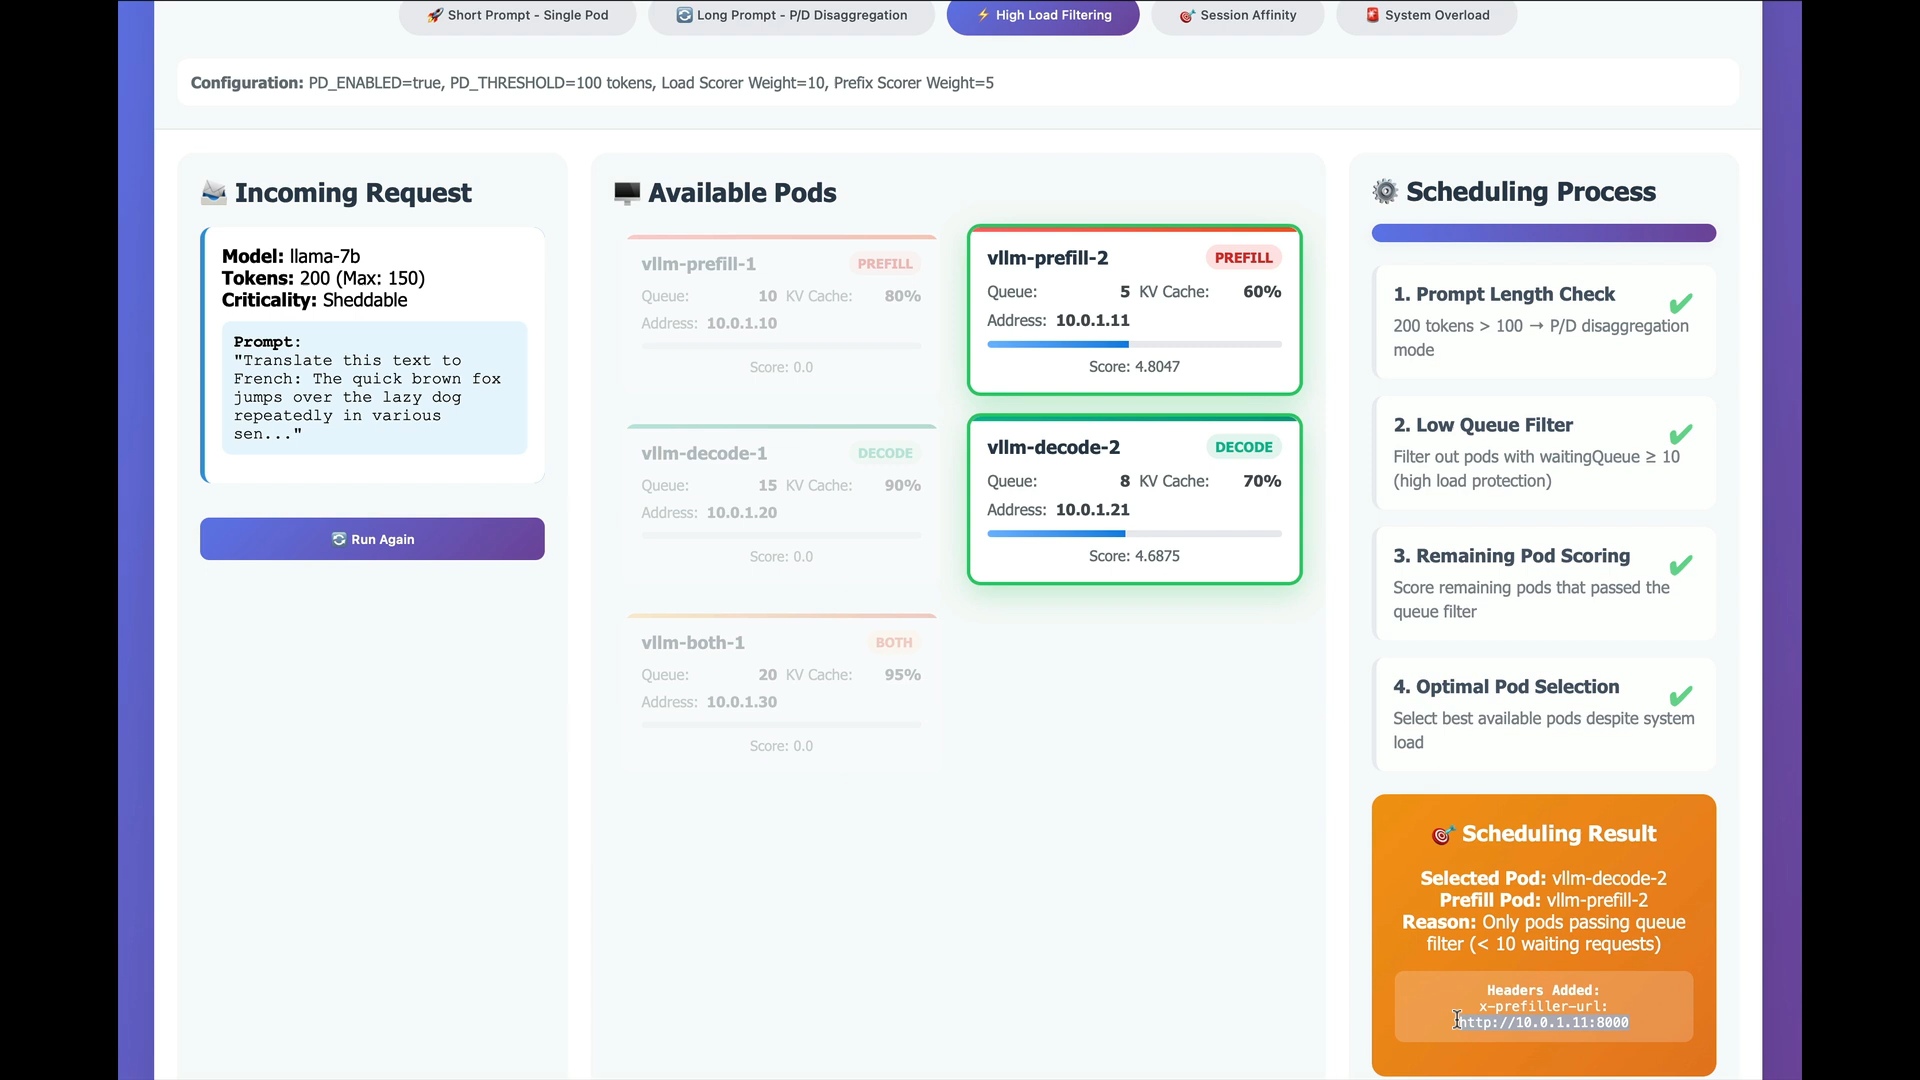 Short Prompt - Single Pod
Long Prompt - P/D Disaggregation
High Load Filtering
Session Affinity
System Overload
Configuration: PD_ENABLED=true, PD_THRESHOLD=100 tokens, Load Scorer Weight=10, Prefix Scorer Weight=5
Incoming Request
Model: llama-7b
Tokens: 200 (Max: 150)
Criticality: Sheddable
Prompt:
"Translate this text to
French: The quick brown fox
jumps over the lazy dog
repeatedly in various
sen..."
Run Again
Available Pods
vllm-prefill-1 PREFILL
Queue: 10 KV Cache: 80%
Address: 10.0.1.10
Score: 0.0
vllm-prefill-2 PREFILL
Queue: 5 KV Cache: 60%
Address: 10.0.1.11
Score: 4.8047
vllm-decode-1 DECODE
Queue: 15 KV Cache: 90%
Address: 10.0.1.20
Score: 0.0
vllm-decode-2 DECODE
Queue: 8 KV Cache: 70%
Address: 10.0.1.21
Score: 4.6875
vllm-both-1 BOTH
Queue: 20 KV Cache: 95%
Address: 10.0.1.30
Score: 0.0
Scheduling Process
1. Prompt Length Check
200 tokens > 100 → P/D disaggregation
mode
2. Low Queue Filter
Filter out pods with waitingQueue ≥ 10
(high load protection)
3. Remaining Pod Scoring
Score remaining pods that passed the
queue filter
4. Optimal Pod Selection
Select best available pods despite system
load
Scheduling Result
Selected Pod: vllm-decode-2
Prefill Pod: vllm-prefill-2
Reason: Only pods passing queue
filter (< 10 waiting requests)
Headers Added:
x-prefiller-url:
http://10.0.1.11:8000